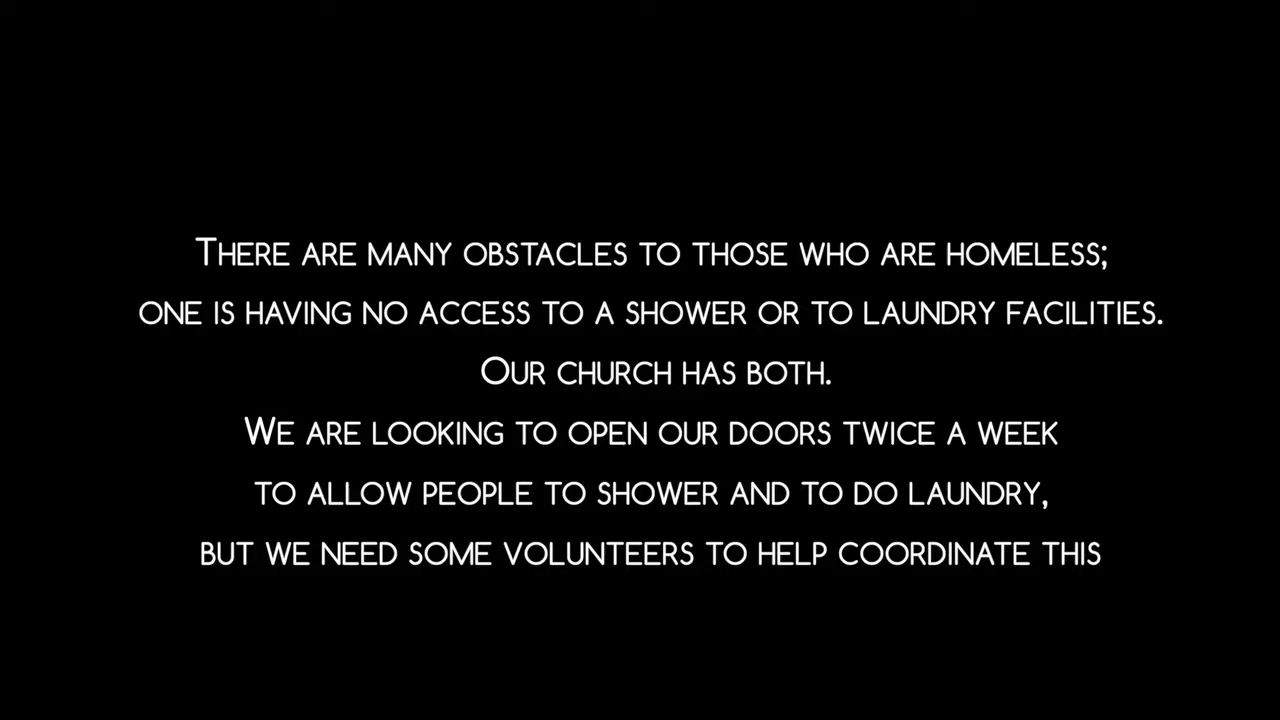 There are many obstacles to those who are homeless;
one is having no access to a shower or to laundry facilities.
Our church has both.
We are looking to open our doors twice a week
to allow people to shower and to do laundry,
but we need some volunteers to help coordinate this